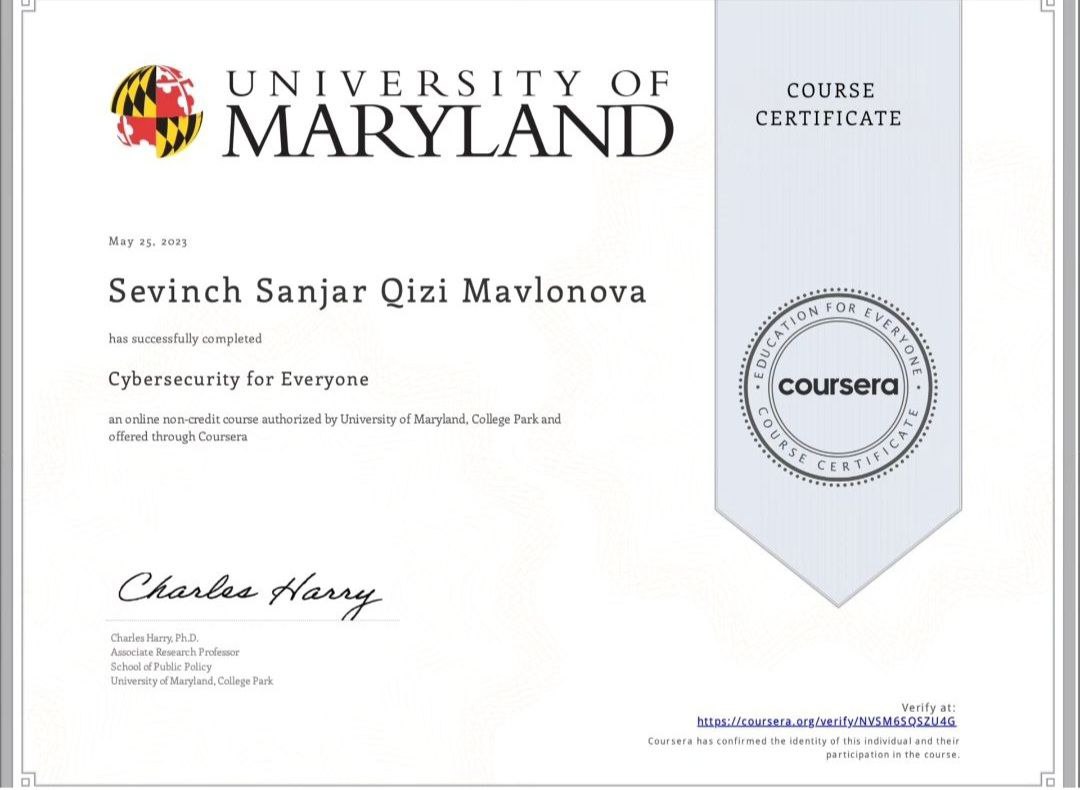 UNIVERSITY OF
MARYLAND
COURSE
CERTIFICATE
May 25, 2023
Sevinch Sanjar Qizi Mavlonova
has successfully completed
Cybersecurity for Everyone
an online non-credit course authorized by University of Maryland, College Park and
offered through Coursera
EDUCATION FOR EVERYONE
coursera
COURSE CERTIFICATE
Charles Harry
Charles Harry, Ph.D.
Associate Research Professor
School of Public Policy
University of Maryland, College Park
Verify at:
https://coursera.org/verify/NVSM6SQSZU4G
Coursera has confirmed the identity of this individual and their
participation in the course.